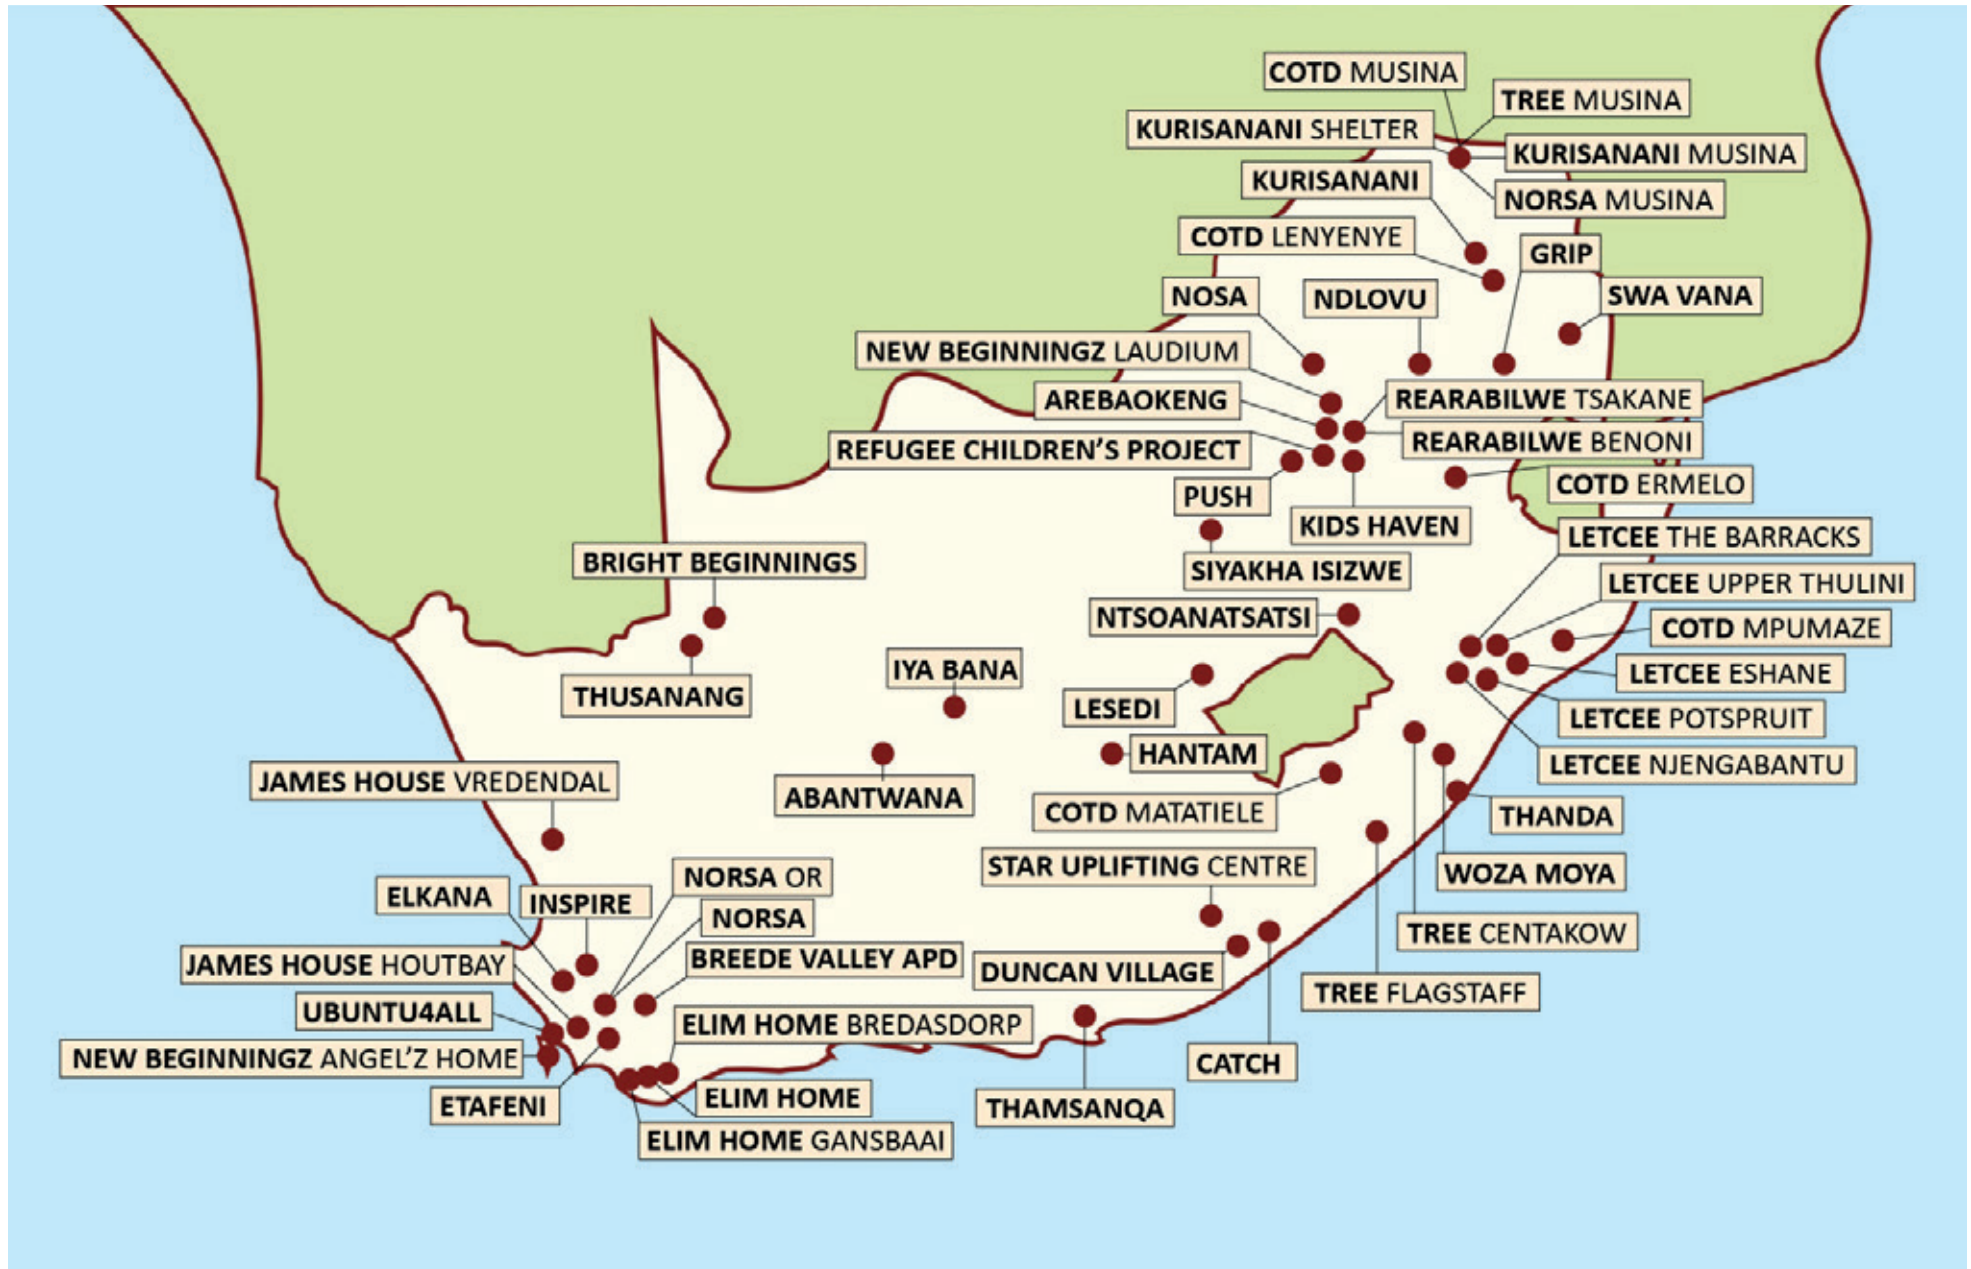 COTD MUSINA
TREE MUSINA
KURISANANI SHELTER
KURISANANI MUSINA
KURISANANI
NORSA MUSINA
COTD LENYENYE
GRIP
NOSA
NDLOVU
SWA VANA
NEW BEGINNINGZ LAUDIUM
AREBAOKENG
REARABILWE TSAKANE
REFUGEE CHILDREN'S PROJECT
REARABILWE BENONI
PUSH
COTD ERMELO
KIDS HAVEN
LETCEE THE BARRACKS
BRIGHT BEGINNINGS
SIYAKHA ISIZWE
LETCEE UPPER THULINI
NTSOANATSATSI
COTD MPUMAZE
IYA BANA
LETCEE ESHANE
THUSANANG
LESEDI
LETCEE POTSPRUIT
HANTAM
LETCEE NJENGABANTU
JAMES HOUSE VREDENDAL
ABANTWANA
COTD MATATIELE
THANDA
STAR UPLIFTING CENTRE
WOZA MOYA
NORSA OR
ELKANA
INSPIRE
NORSA
TREE CENTAKOW
JAMES HOUSE HOUTBAY
BREEDE VALLEY APD
DUNCAN VILLAGE
TREE FLAGSTAFF
UBUNTU4ALL
ELIM HOME BREDASDORP
NEW BEGINNINGZ ANGEL'Z HOME
CATCH
ETAFENI
ELIM HOME
THAMSANQA
ELIM HOME GANSBAAI